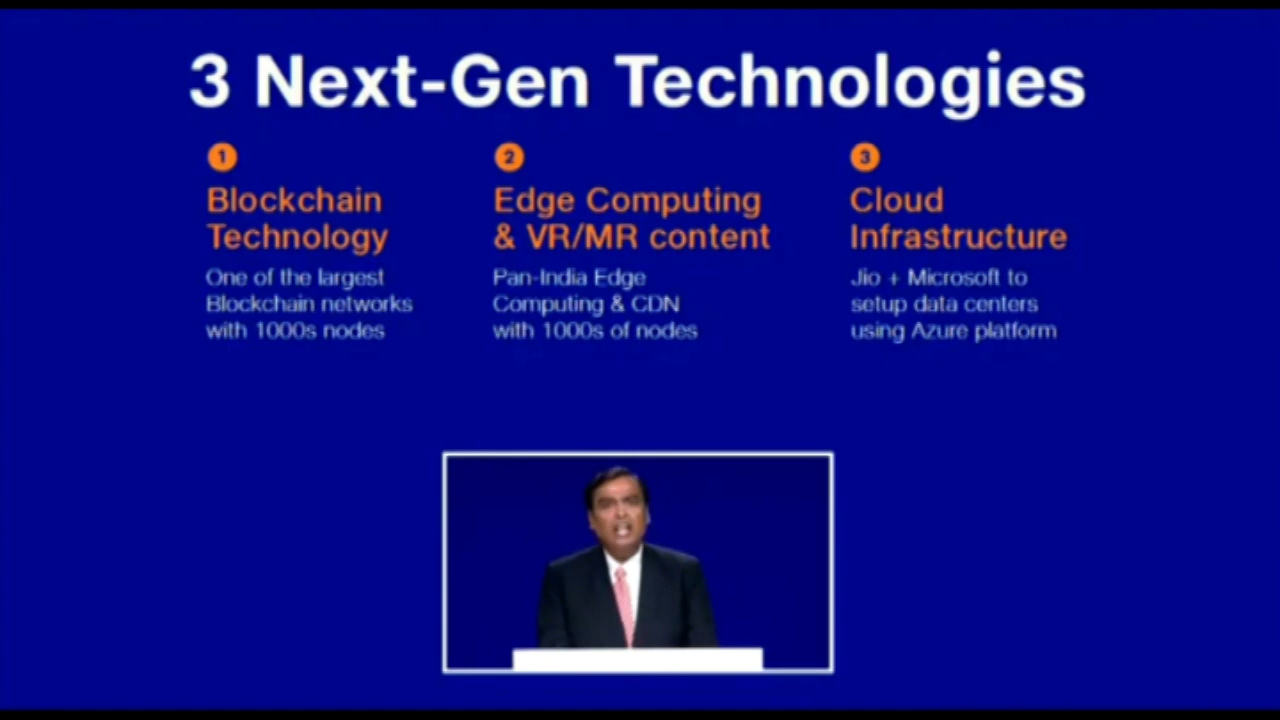 3 Next-Gen Technologies
1
Blockchain
Technology
One of the largest
Blockchain networks
with 1000s nodes
2
Edge Computing
& VR/MR content
Pan-India Edge
Computing & CDN
with 1000s of nodes
3
Cloud
Infrastructure
Jio + Microsoft to
setup data centers
using Azure platform